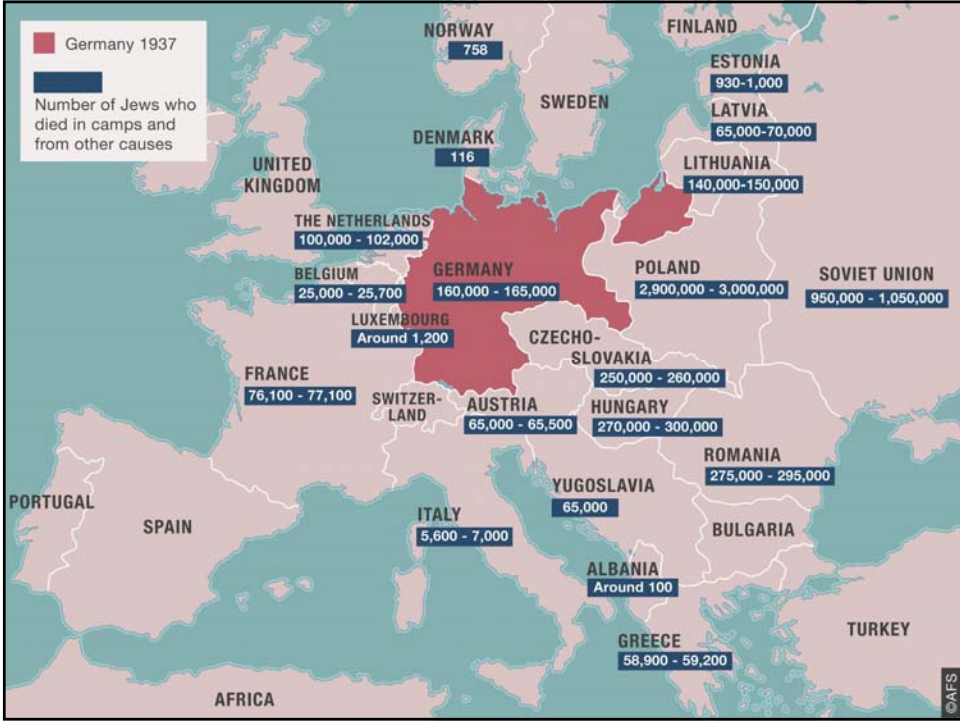 Germany 1937
Number of Jews who
died in camps and
from other causes
NORWAY
758
FINLAND
ESTONIA
930-1,000
SWEDEN
LATVIA
65,000-70,000
DENMARK
116
LITHUANIA
140,000-150,000
UNITED
KINGDOM
THE NETHERLANDS
100,000 - 102,000
BELGIUM
25,000 - 25,700
GERMANY
160,000 - 165,000
POLAND
2,900,000 - 3,000,000
SOVIET UNION
950,000 - 1,050,000
LUXEMBOURG
Around 1,200
CZECHO-
SLOVAKIA
250,000 - 260,000
FRANCE
76,100 - 77,100
SWITZER-
LAND
AUSTRIA
65,000 - 65,500
HUNGARY
270,000 - 300,000
ROMANIA
275,000 - 295,000
YUGOSLAVIA
65,000
PORTUGAL
SPAIN
ITALY
5,600 - 7,000
BULGARIA
ALBANIA
Around 100
GREECE
58,900 - 59,200
TURKEY
AFRICA
©AFS